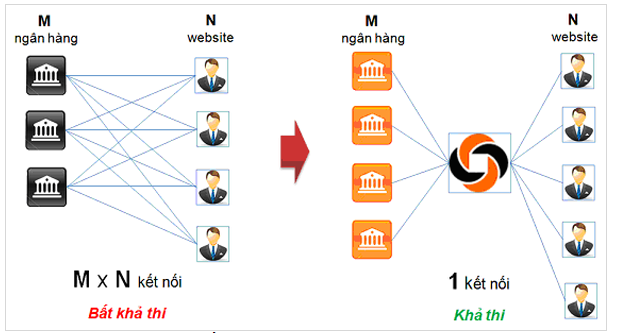 M
ngân hàng
N
website
M x N kết nối
Bất khả thi
M
ngân hàng
N
website
1 kết nối
Khả thi